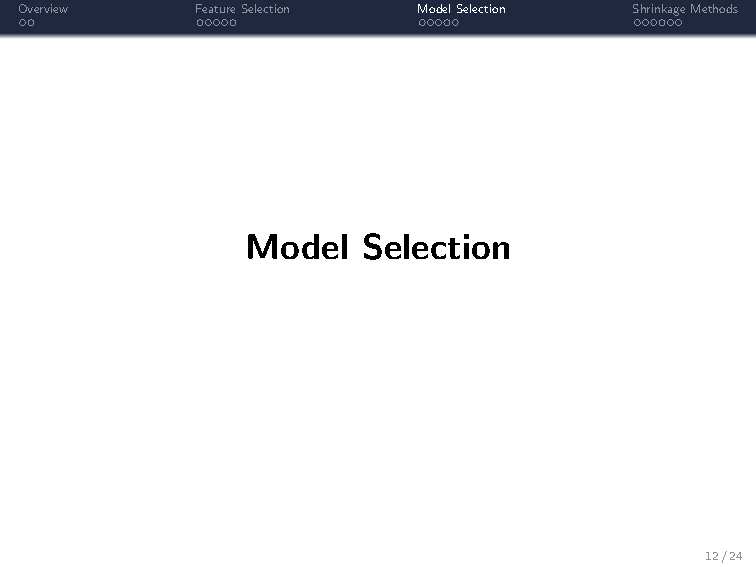 Overview Feature Selection Model Selection Shrinkage Methods
Model Selection
12 / 24